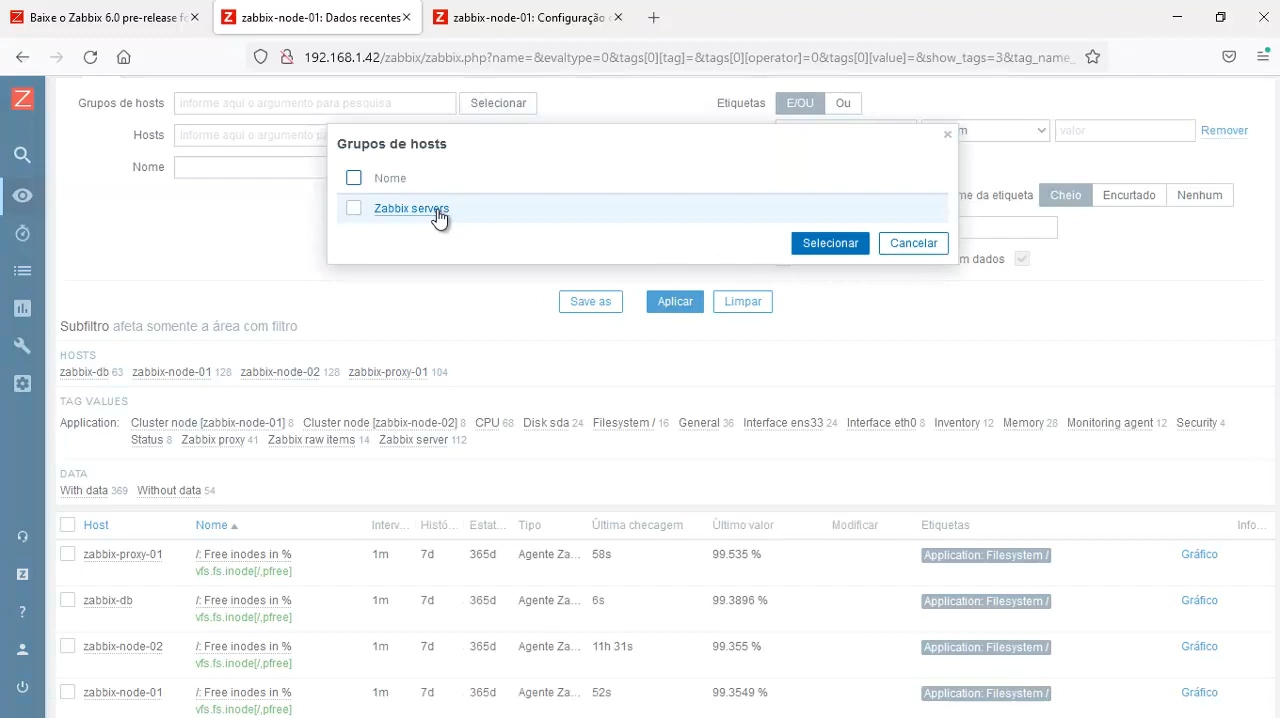 Baixe o Zabbix 6.0 pre-release fo
zabbix-node-01: Dados recentes
zabbix-node-01: Configuração
192.168.1.42/zabbix/zabbix.php?name=&evaltype=0&tags[0][tag]=&tags[0][operator]=0&tags[0][value]=&show_tags=3&tag_name_
Grupos de hosts
informe aqui o argumento para pesquisa
Selecionar
Etiquetas
E/OU
Ou
Hosts
informe aqui o argumento
valor
Remover
Nome
Grupos de hosts
×
Nome
Zabbix servers
Selecionar
Cancelar
me da etiqueta
Cheio
Encurtado
Nenhum
m dados
Save as
Aplicar
Limpar
Subfiltro afeta somente a área com filtro
HOSTS
zabbix-db 63 zabbix-node-01 128 zabbix-node-02 128 zabbix-proxy-01 104
TAG VALUES
Application: Cluster node [zabbix-node-01] 8 Cluster node [zabbix-node-02] 8 CPU 68 Disk sda 24 Filesystem / 16 General 36 Interface ens33 24 Interface eth0 8 Inventory 12 Memory 28 Monitoring agent 12 Security 4
Status 8 Zabbix proxy 41 Zabbix raw items 14 Zabbix server 112
DATA
With data 369 Without data 54
Host Nome Interv... Histó... Estat... Tipo Última checagem Último valor Modificar Etiquetas Info...
zabbix-proxy-01 /: Free inodes in % 1m 7d 365d Agente Za... 58s 99.535 % Application: Filesystem / Gráfico
vfs.fs.inode[/,pfree]
zabbix-db /: Free inodes in % 1m 7d 365d Agente Za... 6s 99.3896 % Application: Filesystem / Gráfico
vfs.fs.inode[/,pfree]
zabbix-node-02 /: Free inodes in % 1m 7d 365d Agente Za... 11h 31s 99.355 % Application: Filesystem / Gráfico
vfs.fs.inode[/,pfree]
zabbix-node-01 /: Free inodes in % 1m 7d 365d Agente Za... 52s 99.3549 % Application: Filesystem / Gráfico
vfs.fs.inode[/,pfree]